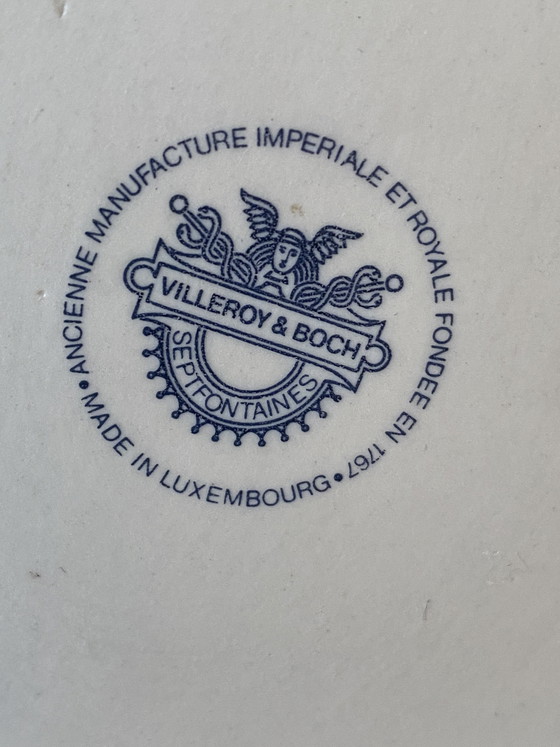 ANCIENNE MANUFACTURE IMPERIALE ET ROYALE FONDEE EN 1767
VILLEROY & BOCH
SEPTFONTAINES
• MADE IN LUXEMBOURG •